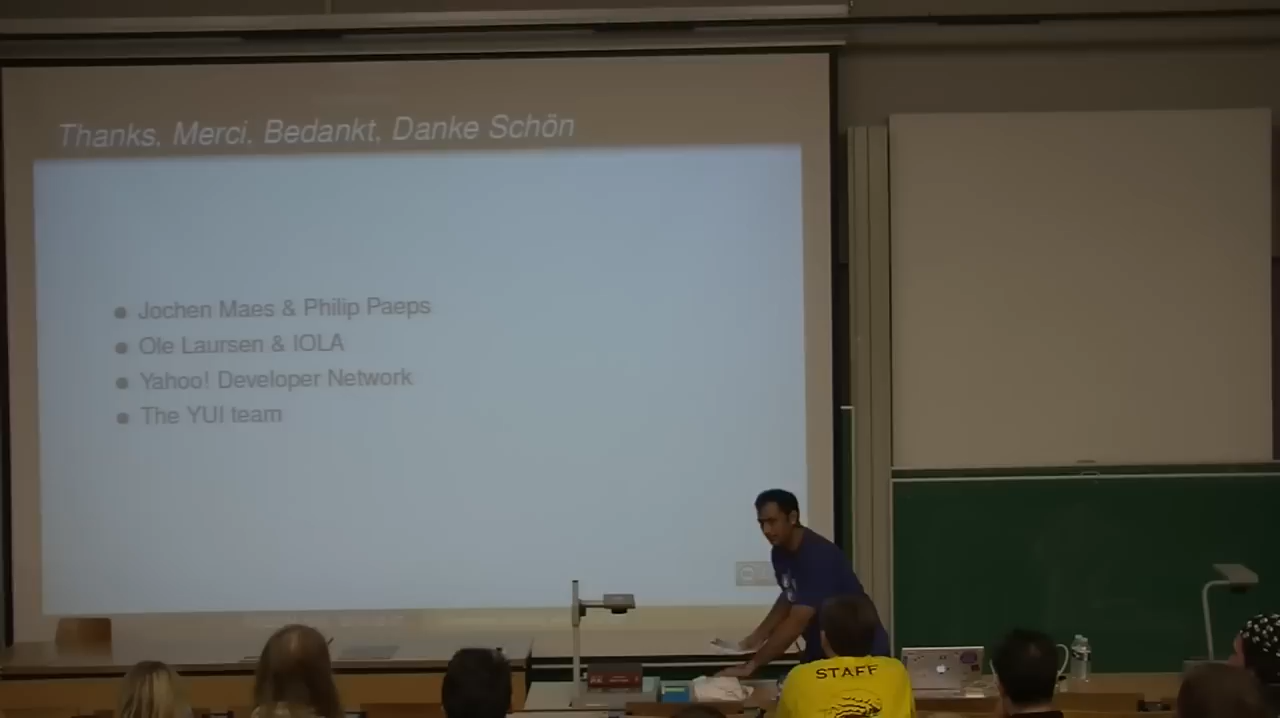 Thanks, Merci, Bedankt, Danke Schön
Jochen Maes & Philip Paeps
Ole Laursen & IOLA
Yahoo! Developer Network
The YUI team
STAFF